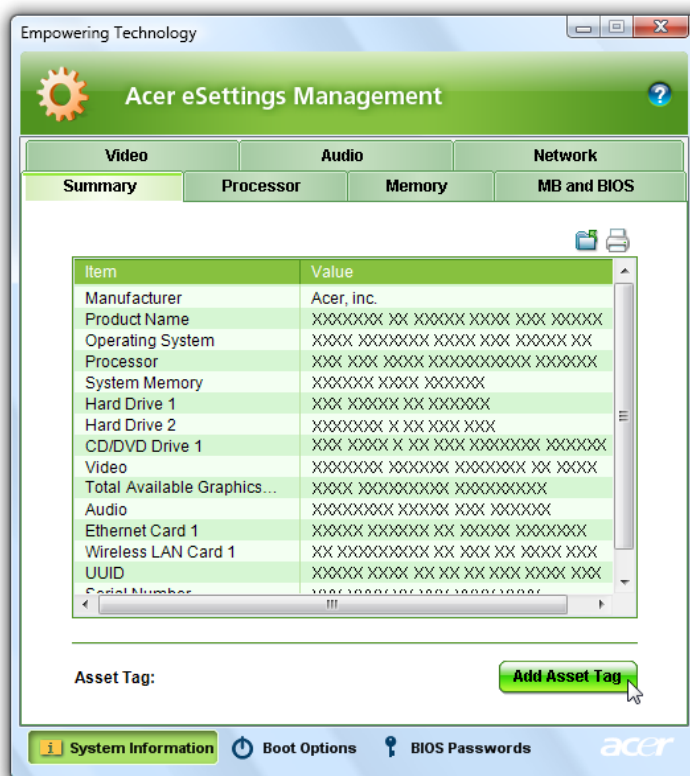 Empowering Technology
Acer eSettings Management
Video Audio Network
Summary Processor Memory MB and BIOS
Item Value
Manufacturer Acer, inc.
Product Name XXXXXXX XX XXXXX XXXX XXX XXXXX
Operating System XXXX XXXXXXX XXXX XXX XXXXX XX
Processor XXX XXX XXXX XXXXXXXXXX XXXXXX
System Memory XXXXXX XXXX XXXXXX
Hard Drive 1 XXX XXXXX XX XXXXXX
Hard Drive 2 XXXXXX X XX XXX XXX
CD/DVD Drive 1 XXX XXXX X XX XXX XXXXXXX XXXXXX
Video XXXXXXX XXXXXX XXXXXXX XX XXXX
Total Available Graphics... XXXX XXXXXXXXX XXXXXXXXX
Audio XXXXXXXX XXXXX XXX XXXXXX
Ethernet Card 1 XXXXX XXXXXX XX XXXXX XXXXXXX
Wireless LAN Card 1 XX XXXXXXXXX XX XXX XX XXXX XXX
UUID XXXXX XXXX XX XX XX XXX XXXX XXX
Serial Number
Asset Tag: Add Asset Tag
System Information Boot Options BIOS Passwords acer